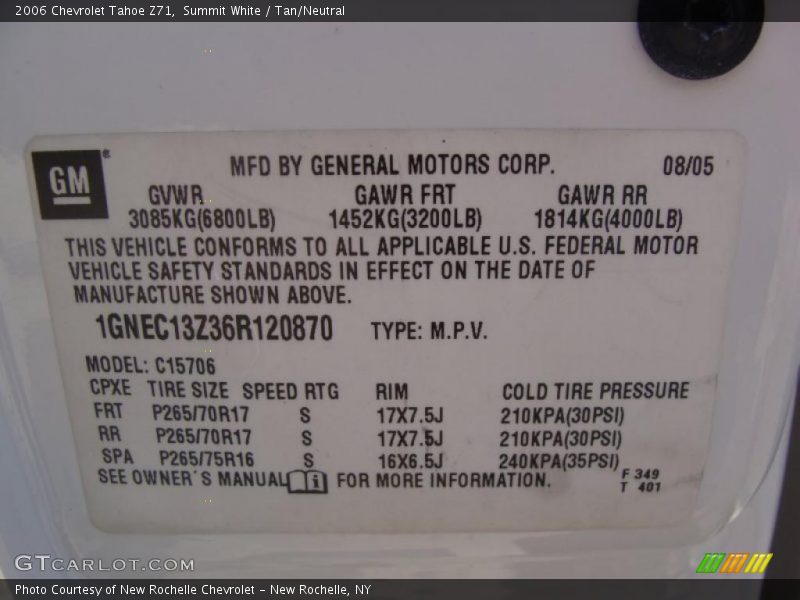 2006 Chevrolet Tahoe Z71, Summit White / Tan/Neutral
GM®
MFD BY GENERAL MOTORS CORP. 08/05
GVWR GAWR FRT GAWR RR
3085KG(6800LB) 1452KG(3200LB) 1814KG(4000LB)
THIS VEHICLE CONFORMS TO ALL APPLICABLE U.S. FEDERAL MOTOR
VEHICLE SAFETY STANDARDS IN EFFECT ON THE DATE OF
MANUFACTURE SHOWN ABOVE.
1GNEC13Z36R120870 TYPE: M.P.V.
MODEL: C15706
CPXE TIRE SIZE SPEED RTG RIM COLD TIRE PRESSURE
FRT P265/70R17 S 17X7.5J 210KPA(30PSI)
RR P265/70R17 S 17X7.5J 210KPA(30PSI)
SPA P265/75R16 S 16X6.5J 240KPA(35PSI)
SEE OWNER'S MANUAL i FOR MORE INFORMATION.
F 349
T 401
GTCARLOT.COM
Photo Courtesy of New Rochelle Chevrolet – New Rochelle, NY